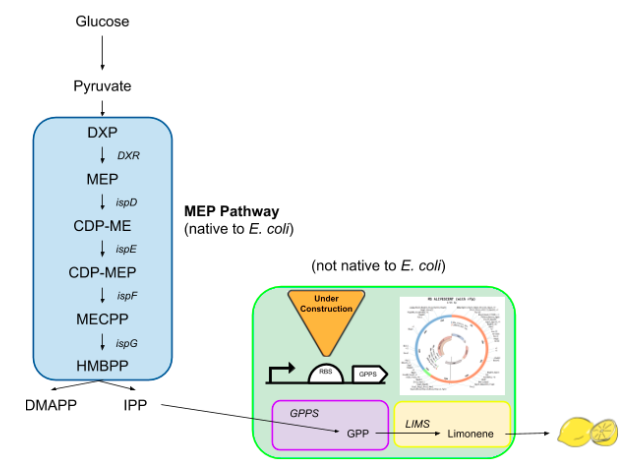 Glucose
Pyruvate
DXP
DXR
MEP
ispD
CDP-ME
ispE
CDP-MEP
ispF
MECPP
ispG
HMBPP
DMAPP
IPP
MEP Pathway
(native to E. coli)
(not native to E. coli)
Under
Construction
RBS
GPPS
GPPS
GPP
LIMS
Limonene